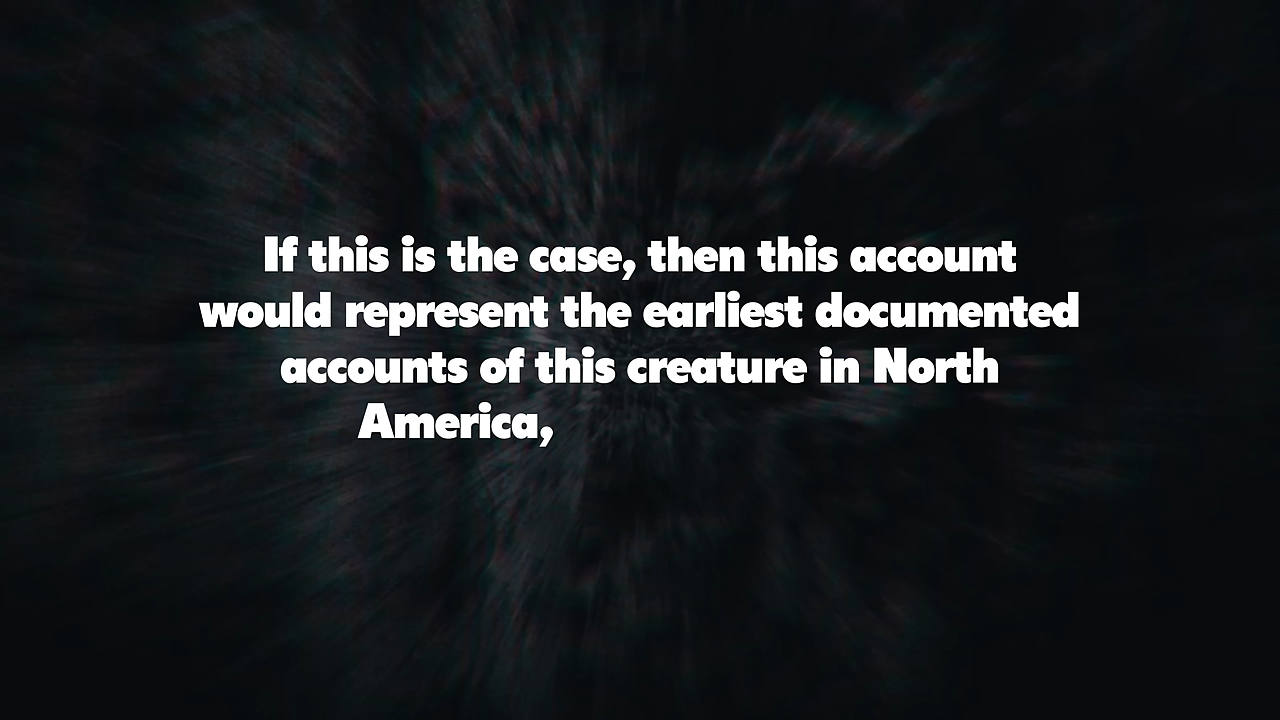 If this is the case, then this account
would represent the earliest documented
accounts of this creature in North
America,